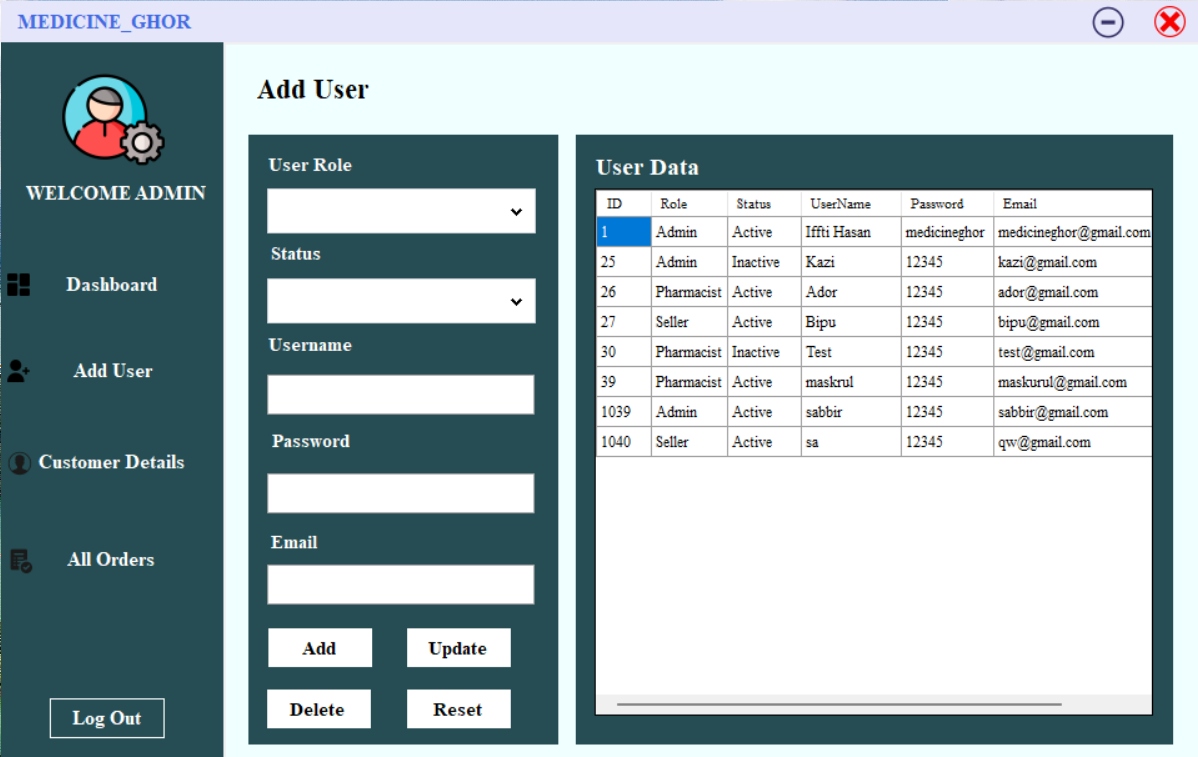 MEDICINE_GHOR
WELCOME ADMIN
Dashboard
Add User
Customer Details
All Orders
Log Out
Add User
User Role
Status
Username
Password
Email
Add Update
Delete Reset
User Data
ID Role Status UserName Password Email
1 Admin Active Iffti Hasan medicineghor medicineghor@gmail.com
25 Admin Inactive Kazi 12345 kazi@gmail.com
26 Pharmacist Active Ador 12345 ador@gmail.com
27 Seller Active Bipu 12345 bipu@gmail.com
30 Pharmacist Inactive Test 12345 test@gmail.com
39 Pharmacist Active maskrul 12345 maskurul@gmail.com
1039 Admin Active sabbir 12345 sabbir@gmail.com
1040 Seller Active sa 12345 qw@gmail.com